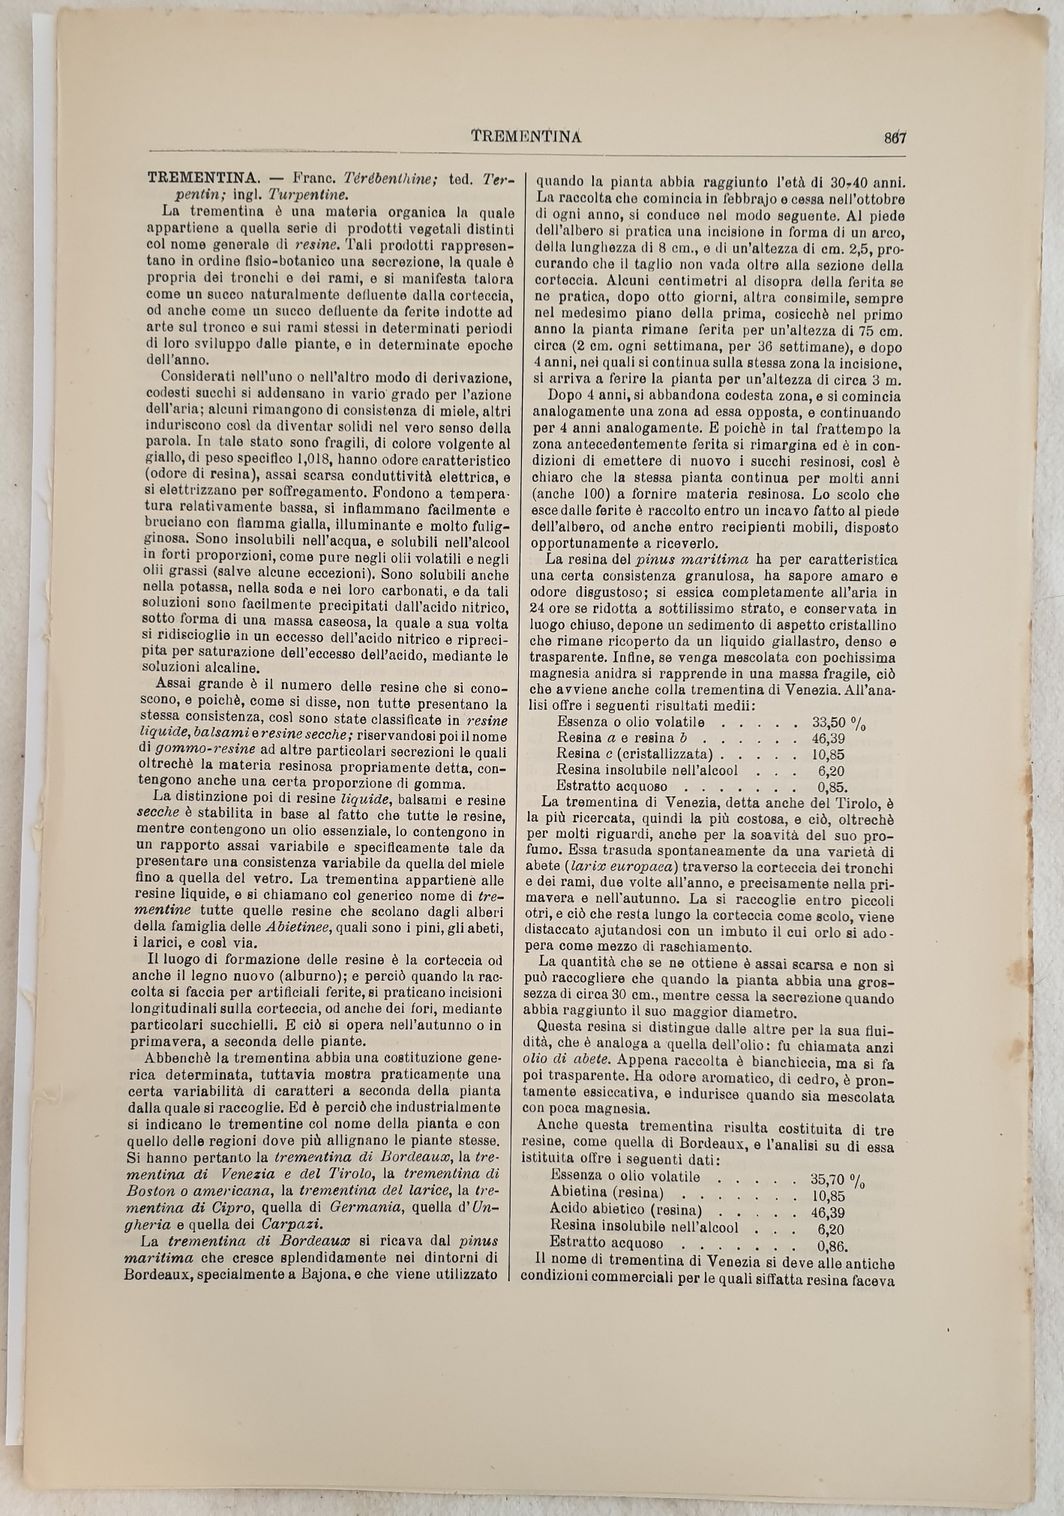 TREMENTINA
867
TREMENTINA. — Franc. Térébenthine; ted. Ter-
pentin; ingl. Turpentine.
La trementina è una materia organica la quale
appartiene a quella serie di prodotti vegetali distinti
col nome generale di resine. Tali prodotti rappresen-
tano in ordine fisio-botanico una secrezione, la quale è
propria dei tronchi e dei rami, e si manifesta talora
come un succo naturalmente defluente dalla corteccia,
od anche come un succo defluente da ferite indotte ad
arte sul tronco e sui rami stessi in determinati periodi
di loro sviluppo dalle piante, e in determinate epoche
dell'anno.
Considerati nell'uno o nell'altro modo di derivazione,
codesti succhi si addensano in vario grado per l'azione
dell'aria; alcuni rimangono di consistenza di miele, altri
induriscono così da diventar solidi nel vero senso della
parola. In tale stato sono fragili, di colore volgente al
giallo, di peso specifico 1,018, hanno odore caratteristico
(odore di resina), assai scarsa conduttività elettrica, e
si elettrizzano per soffregamento. Fondono a tempera-
tura relativamente bassa, si infiammano facilmente e
bruciano con fiamma gialla, illuminante e molto fulig-
ginosa. Sono insolubili nell'acqua, e solubili nell'alcool
in forti proporzioni, come pure negli olii volatili e negli
olii grassi (salve alcune eccezioni). Sono solubili anche
nella potassa, nella soda e nei loro carbonati, e da tali
soluzioni sono facilmente precipitati dall'acido nitrico,
sotto forma di una massa caseosa, la quale a sua volta
si ridiscioglie in un eccesso dell'acido nitrico e ripreci-
pita per saturazione dell'eccesso dell'acido, mediante le
soluzioni alcaline.
Assai grande è il numero delle resine che si cono-
scono, e poichè, come si disse, non tutte presentano la
stessa consistenza, così sono state classificate in resine
liquide, balsami e resine secche; riservandosi poi il nome
di gommo-resine ad altre particolari secrezioni le quali
oltrechè la materia resinosa propriamente detta, con-
tengono anche una certa proporzione di gomma.
La distinzione poi di resine liquide, balsami e resine
secche è stabilita in base al fatto che tutte le resine,
mentre contengono un olio essenziale, lo contengono in
un rapporto assai variabile e specificamente tale da
presentare una consistenza variabile da quella del miele
fino a quella del vetro. La trementina appartiene alle
resine liquide, e si chiamano col generico nome di tre-
mentine tutte quelle resine che scolano dagli alberi
della famiglia delle Abietinee, quali sono i pini, gli abeti,
i larici, e così via.
Il luogo di formazione delle resine è la corteccia od
anche il legno nuovo (alburno); e perciò quando la rac-
colta si faccia per artificiali ferite, si praticano incisioni
longitudinali sulla corteccia, od anche dei fori, mediante
particolari succhielli. E ciò si opera nell'autunno o in
primavera, a seconda delle piante.
Abbenchè la trementina abbia una costituzione gene-
rica determinata, tuttavia mostra praticamente una
certa variabilità di caratteri a seconda della pianta
dalla quale si raccoglie. Ed è perciò che industrialmente
si indicano le trementine col nome della pianta e con
quello delle regioni dove più allignano le piante stesse.
Si hanno pertanto la trementina di Bordeaux, la tre-
mentina di Venezia e del Tirolo, la trementina di
Boston o americana, la trementina del larice, la tre-
mentina di Cipro, quella di Germania, quella d'Un-
gheria e quella dei Carpazi.
La trementina di Bordeaux si ricava dal pinus
maritima che cresce splendidamente nei dintorni di
Bordeaux, specialmente a Bajona, e che viene utilizzato
quando la pianta abbia raggiunto l'età di 30-40 anni.
La raccolta che comincia in febbrajo e cessa nell'ottobre
di ogni anno, si conduce nel modo seguente. Al piede
dell'albero si pratica una incisione in forma di un arco,
della lunghezza di 8 cm., e di un'altezza di cm. 2,5, pro-
curando che il taglio non vada oltre alla sezione della
corteccia. Alcuni centimetri al disopra della ferita se
ne pratica, dopo otto giorni, altra consimile, sempre
nel medesimo piano della prima, cosicchè nel primo
anno la pianta rimane ferita per un'altezza di 75 cm.
circa (2 cm. ogni settimana, per 36 settimane), e dopo
4 anni, nei quali si continua sulla stessa zona la incisione,
si arriva a ferire la pianta per un'altezza di circa 3 m.
Dopo 4 anni, si abbandona codesta zona, e si comincia
analogamente una zona ad essa opposta, e continuando
per 4 anni analogamente. E poichè in tal frattempo la
zona antecedentemente ferita si rimargina ed è in con-
dizioni di emettere di nuovo i succhi resinosi, così è
chiaro che la stessa pianta continua per molti anni
(anche 100) a fornire materia resinosa. Lo scolo che
esce dalle ferite è raccolto entro un incavo fatto al piede
dell'albero, od anche entro recipienti mobili, disposto
opportunamente a riceverlo.
La resina del pinus maritima ha per caratteristica
una certa consistenza granulosa, ha sapore amaro e
odore disgustoso; si essica completamente all'aria in
24 ore se ridotta a sottilissimo strato, e conservata in
luogo chiuso, depone un sedimento di aspetto cristallino
che rimane ricoperto da un liquido giallastro, denso e
trasparente. Infine, se venga mescolata con pochissima
magnesia anidra si rapprende in una massa fragile, ciò
che avviene anche colla trementina di Venezia. All'ana-
lisi offre i seguenti risultati medii:
Essenza o olio volatile . . . . . 33,50 %
Resina a e resina b . . . . . . 46,39
Resina c (cristallizzata) . . . . . 10,85
Resina insolubile nell'alcool . . . 6,20
Estratto acquoso . . . . . . . 0,85.
La trementina di Venezia, detta anche del Tirolo, è
la più ricercata, quindi la più costosa, e ciò, oltrechè
per molti riguardi, anche per la soavità del suo pro-
fumo. Essa trasuda spontaneamente da una varietà di
abete (larix europaea) traverso la corteccia dei tronchi
e dei rami, due volte all'anno, e precisamente nella pri-
mavera e nell'autunno. La si raccoglie entro piccoli
otri, e ciò che resta lungo la corteccia come scolo, viene
distaccato ajutandosi con un imbuto il cui orlo si ado-
pera come mezzo di raschiamento.
La quantità che se ne ottiene è assai scarsa e non si
può raccogliere che quando la pianta abbia una gros-
sezza di circa 30 cm., mentre cessa la secrezione quando
abbia raggiunto il suo maggior diametro.
Questa resina si distingue dalle altre per la sua flui-
dità, che è analoga a quella dell'olio: fu chiamata anzi
olio di abete. Appena raccolta è bianchiccia, ma si fa
poi trasparente. Ha odore aromatico, di cedro, è pron-
tamente essiccativa, e indurisce quando sia mescolata
con poca magnesia.
Anche questa trementina risulta costituita di tre
resine, come quella di Bordeaux, e l'analisi su di essa
istituita offre i seguenti dati:
Essenza o olio volatile . . . . . 35,70 %
Abietina (resina) . . . . . . . 10,85
Acido abietico (resina) . . . . . 46,39
Resina insolubile nell'alcool . . . 6,20
Estratto acquoso . . . . . . . 0,86.
Il nome di trementina di Venezia si deve alle antiche
condizioni commerciali per le quali siffatta resina faceva